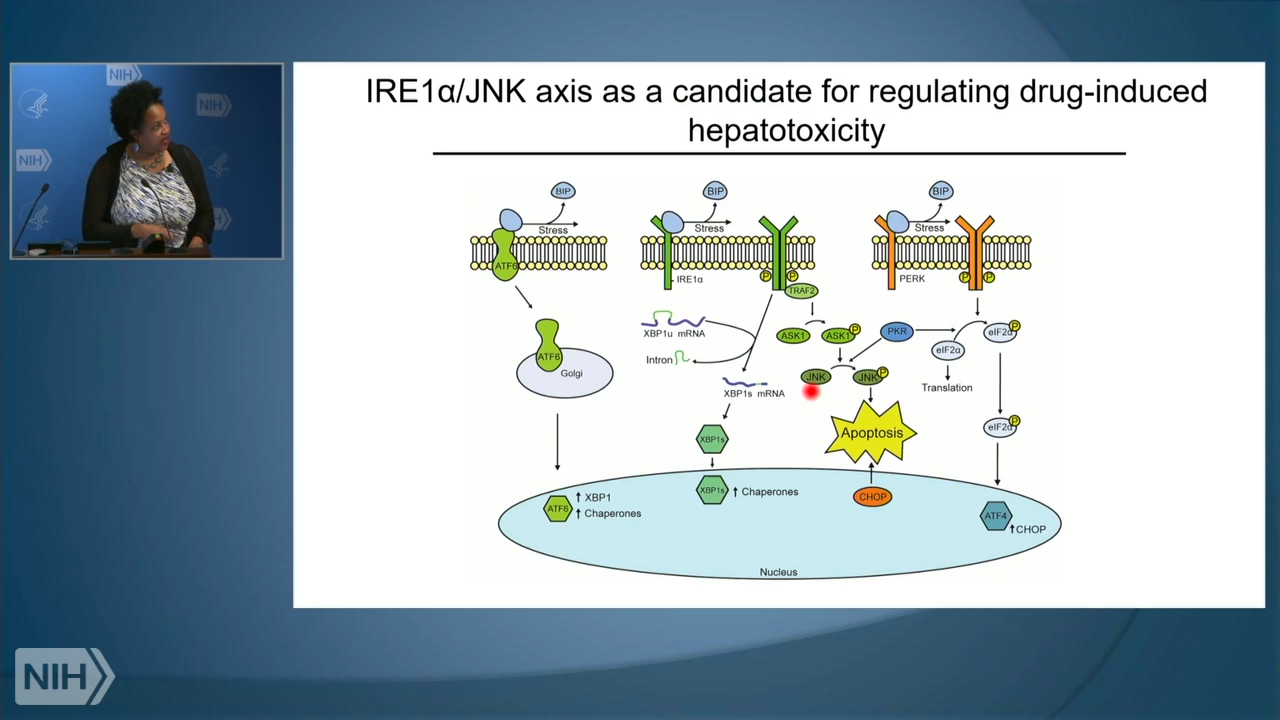 IRE1α/JNK axis as a candidate for regulating drug-induced
hepatotoxicity
NIH
NIH
NIH
BIP
Stress
ATF6
BIP
Stress
IRE1α
P
P
TRAF2
BIP
Stress
PERK
P
P
ATF6
Golgi
XBP1u mRNA
Intron
XBP1s mRNA
ASK1
ASK1
P
PKR
eIF2α
eIF2α
P
Translation
JNK
JNK
P
XBP1s
Apoptosis
eIF2α
P
ATF6
XBP1
Chaperones
XBP1s
Chaperones
CHOP
ATF4
CHOP
Nucleus
NIH